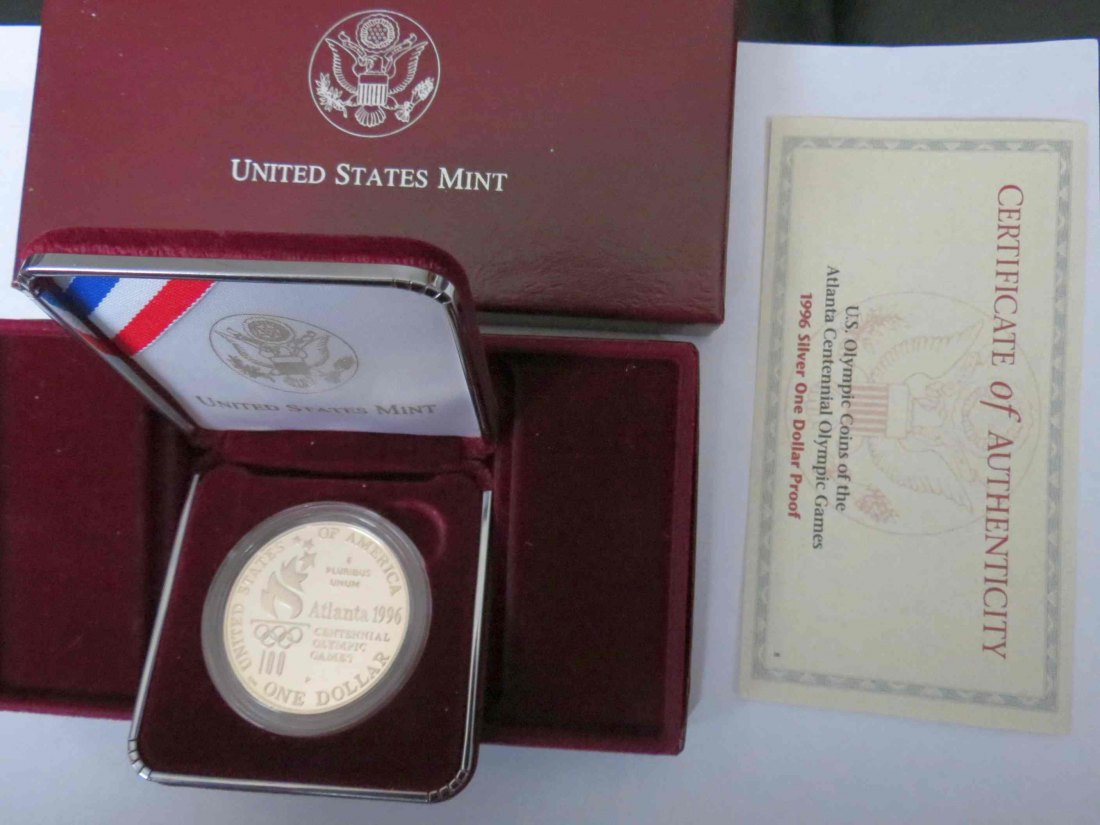 UNITED STATES MINT
UNITED STATES MINT
UNITED STATES OF AMERICA
E
PLURIBUS
UNUM
Atlanta 1996
CENTENNIAL
OLYMPIC
GAMES
100
P
ONE DOLLAR
CERTIFICATE of AUTHENTICITY
U.S. Olympic Coins of the
Atlanta Centennial Olympic Games
1996 Silver One Dollar Proof